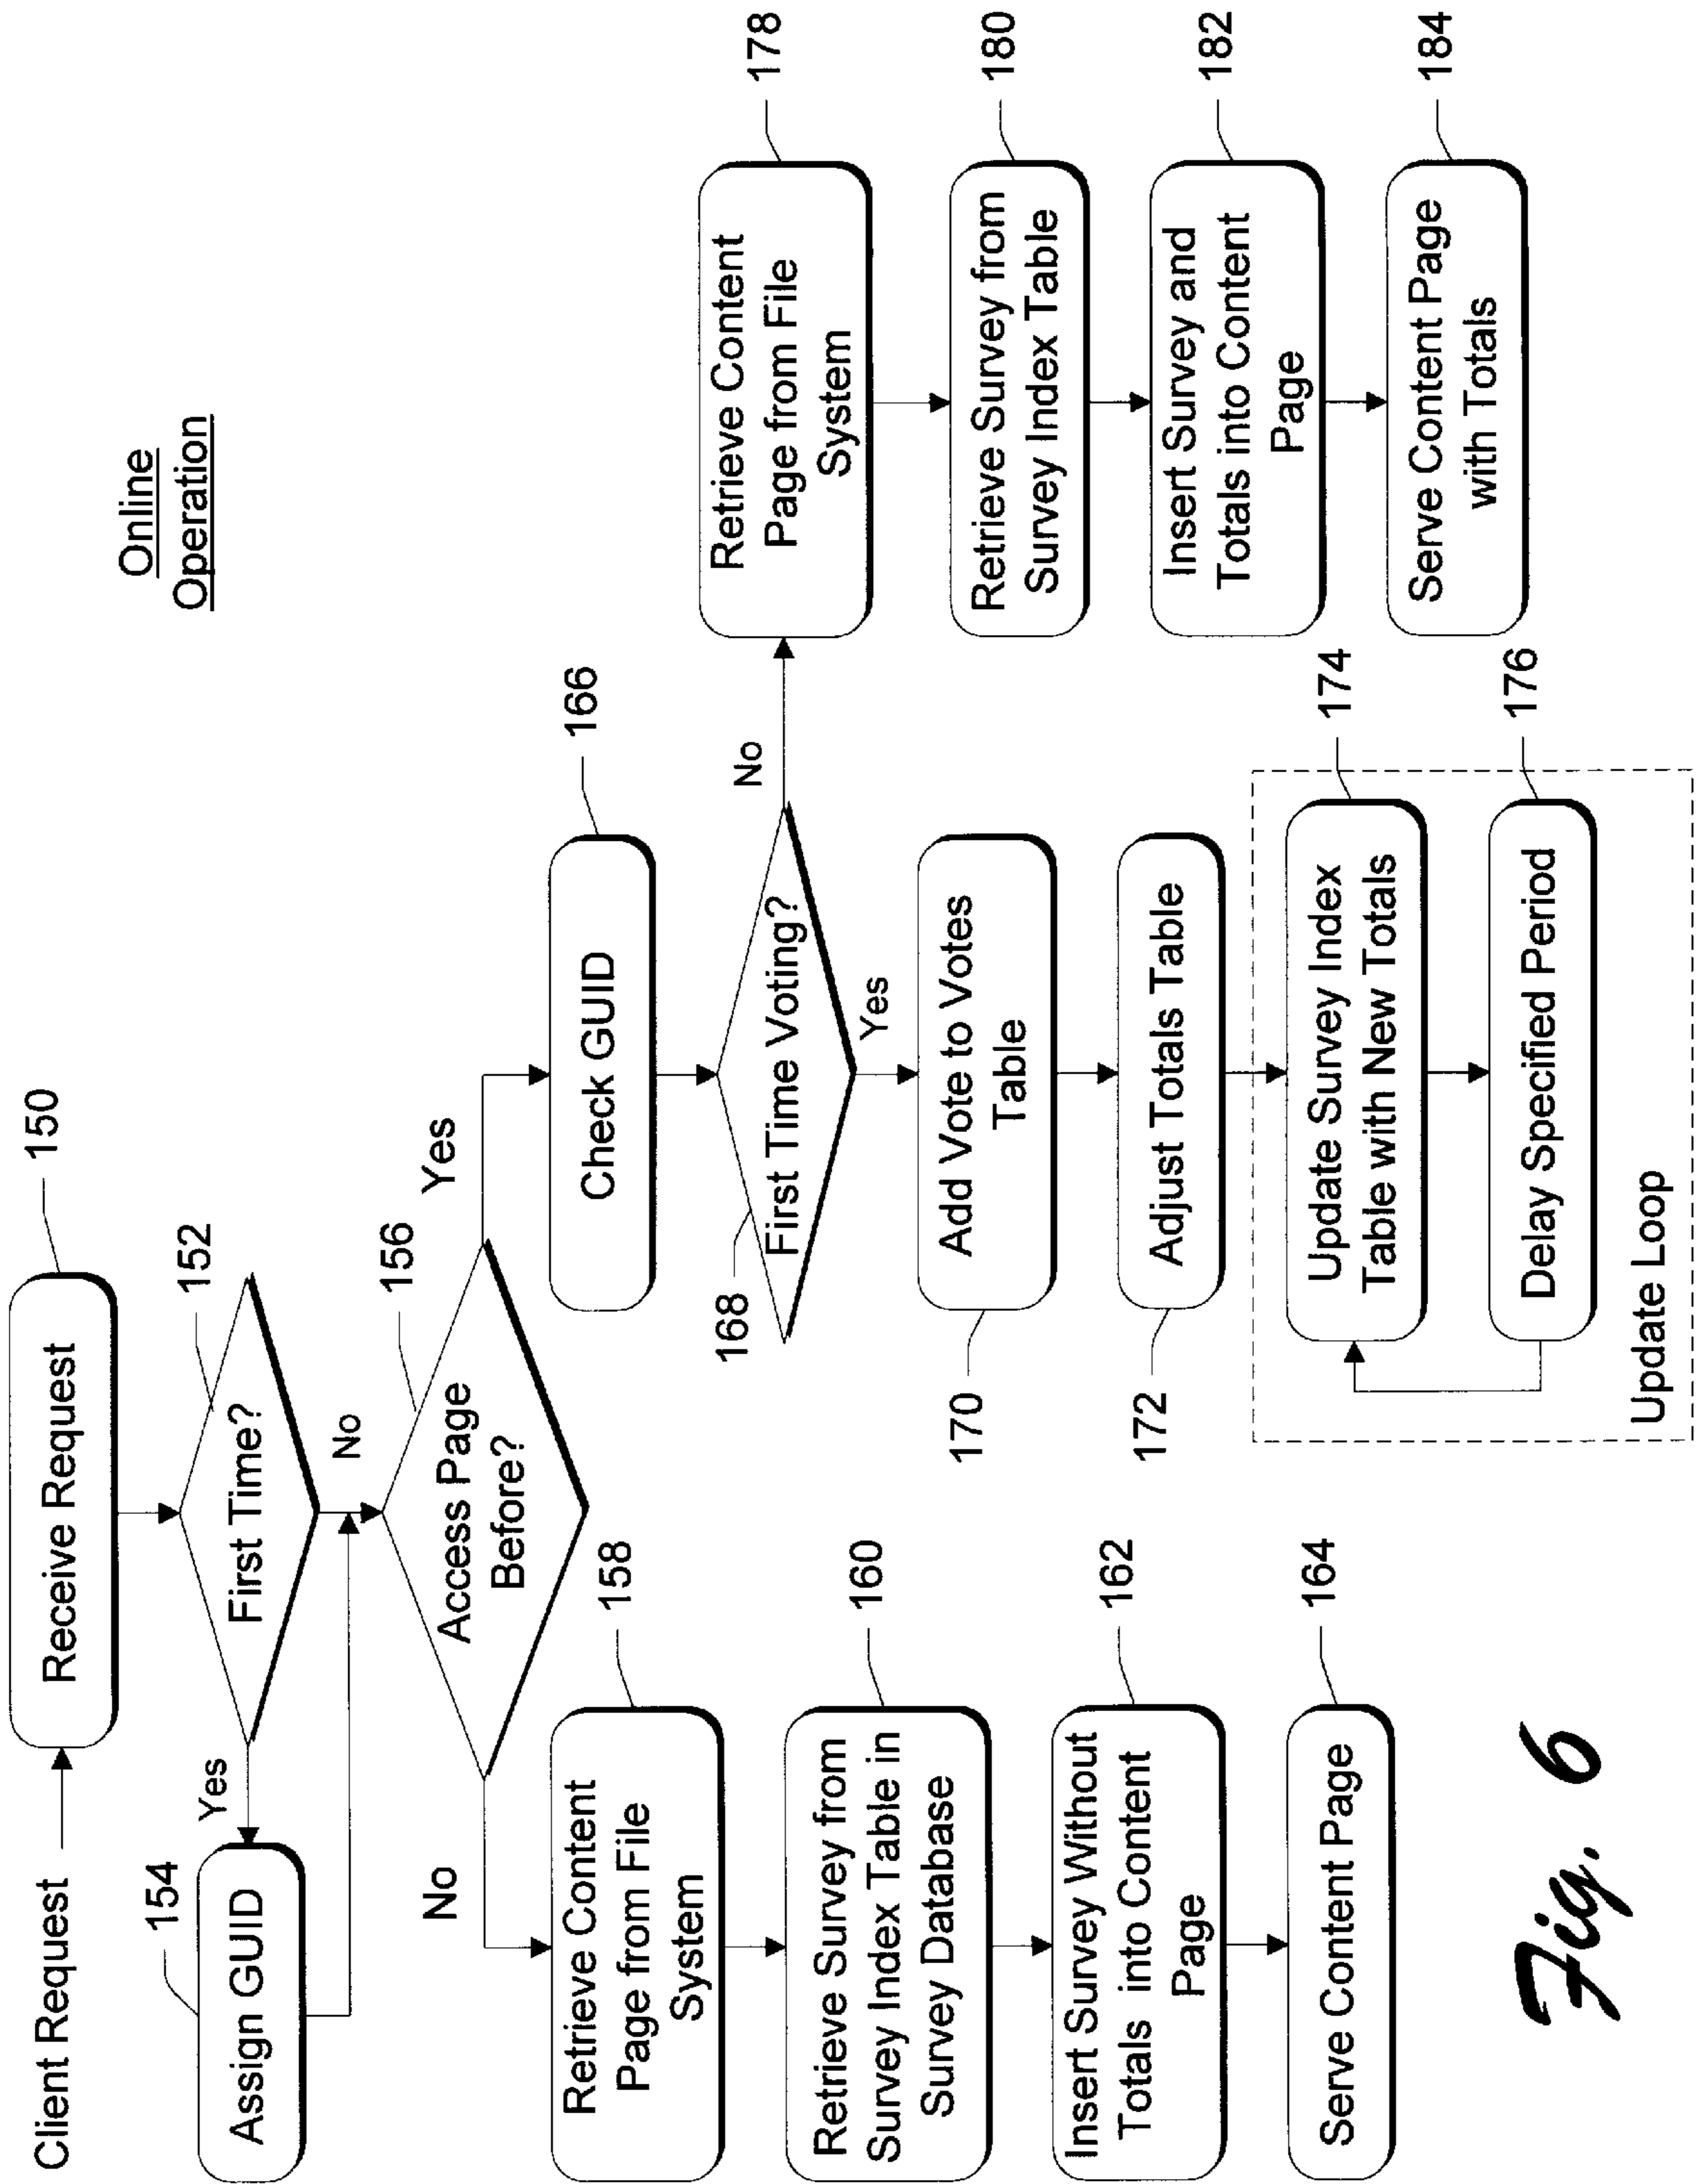 Online
Operation
Client Request
Receive Request
150
First Time?
152
Yes
No
Assign GUID
154
Access Page
Before?
156
No
Yes
Retrieve Content
Page from File
System
158
Retrieve Survey from
Survey Index Table in
Survey Database
160
Insert Survey Without
Totals into Content
Page
162
Serve Content Page
164
Check GUID
166
First Time Voting?
168
Yes
No
Add Vote to Votes
Table
170
Adjust Totals Table
172
Update Survey Index
Table with New Totals
174
Delay Specified Period
176
Update Loop
Retrieve Content
Page from File
System
178
Retrieve Survey from
Survey Index Table
180
Insert Survey and
Totals into Content
Page
182
Serve Content Page
with Totals
184
Fig. 6